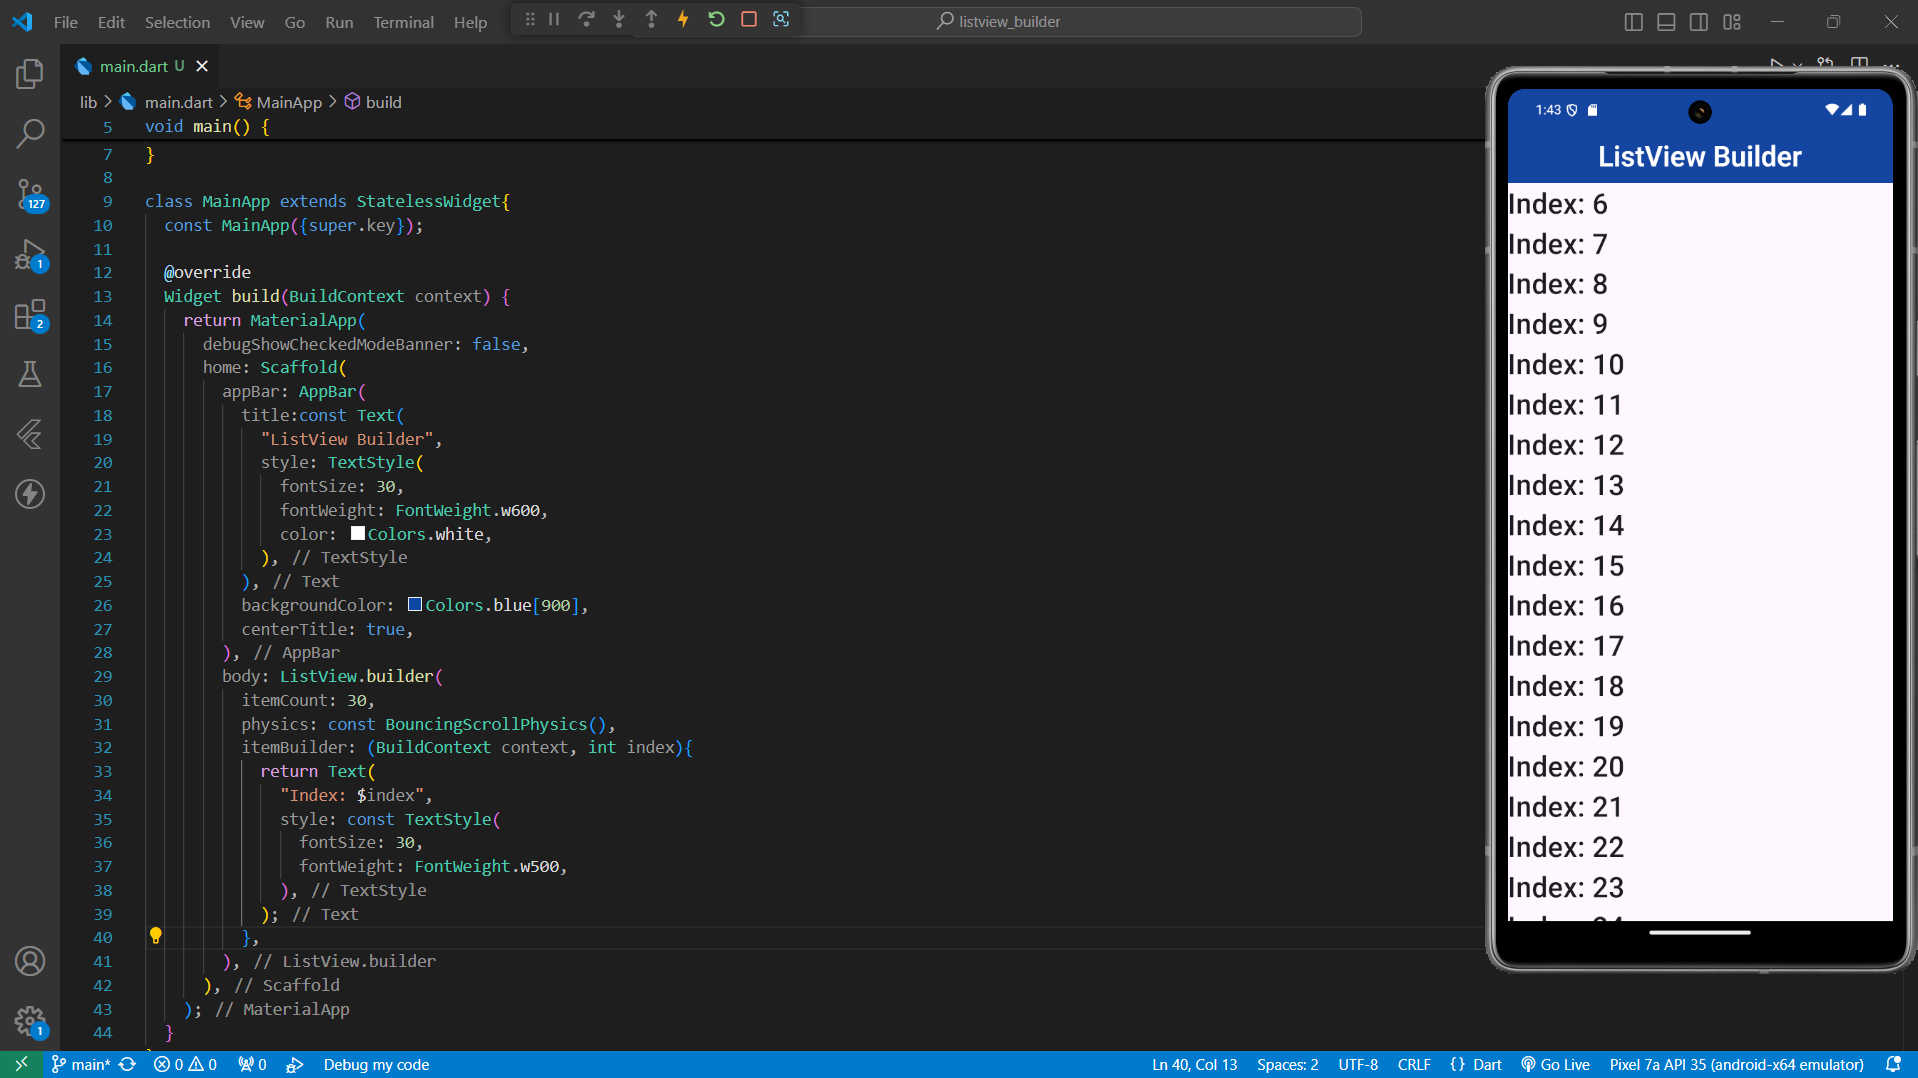 File Edit Selection View Go Run Terminal Help
listview_builder
main.dart U
lib > main.dart > MainApp > build
5 void main() {
7 }
8
9 class MainApp extends StatelessWidget{
10 const MainApp({super.key});
11
12 @override
13 Widget build(BuildContext context) {
14 return MaterialApp(
15 debugShowCheckedModeBanner: false,
16 home: Scaffold(
17 appBar: AppBar(
18 title:const Text(
19 "ListView Builder",
20 style: TextStyle(
21 fontSize: 30,
22 fontWeight: FontWeight.w600,
23 color: Colors.white,
24 ), // TextStyle
25 ), // Text
26 backgroundColor: Colors.blue[900],
27 centerTitle: true,
28 ), // AppBar
29 body: ListView.builder(
30 itemCount: 30,
31 physics: const BouncingScrollPhysics(),
32 itemBuilder: (BuildContext context, int index){
33 return Text(
34 "Index: $index",
35 style: const TextStyle(
36 fontSize: 30,
37 fontWeight: FontWeight.w500,
38 ), // TextStyle
39 ); // Text
40 },
41 ), // ListView.builder
42 ), // Scaffold
43 ); // MaterialApp
44 }
127
1
2
1
1:43
ListView Builder
Index: 6
Index: 7
Index: 8
Index: 9
Index: 10
Index: 11
Index: 12
Index: 13
Index: 14
Index: 15
Index: 16
Index: 17
Index: 18
Index: 19
Index: 20
Index: 21
Index: 22
Index: 23
Index: 24
main* 0 0 0 Debug my code Ln 40, Col 13 Spaces: 2 UTF-8 CRLF {} Dart Go Live Pixel 7a API 35 (android-x64 emulator)